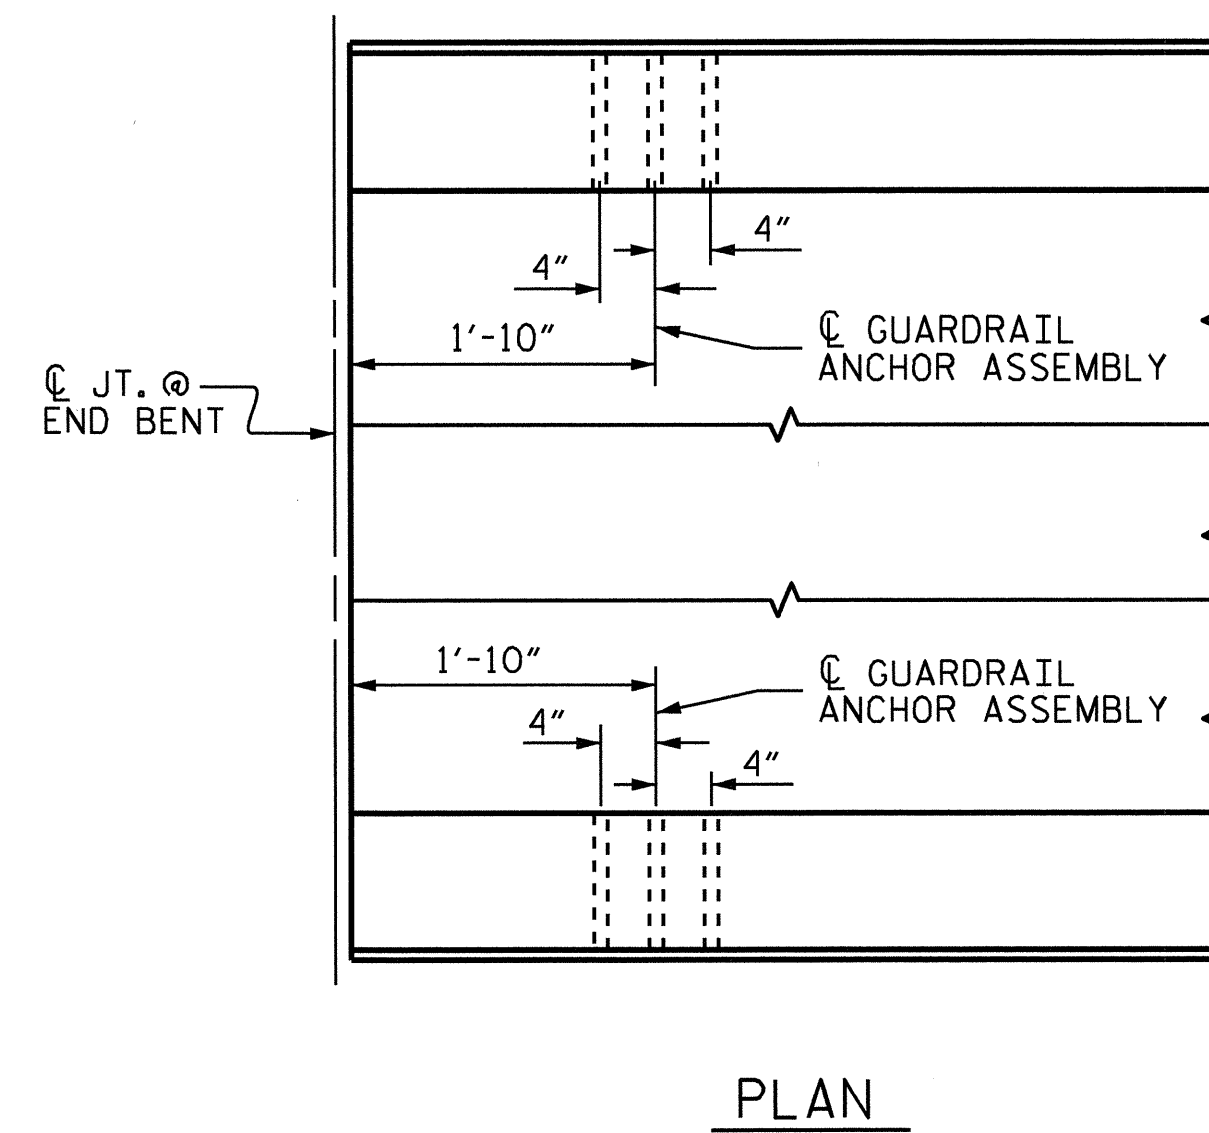 4″
4″
1′-10″
℄ GUARDRAIL
ANCHOR ASSEMBLY
℄ JT. @
END BENT
1′-10″
℄ GUARDRAIL
ANCHOR ASSEMBLY
4″
4″
PLAN